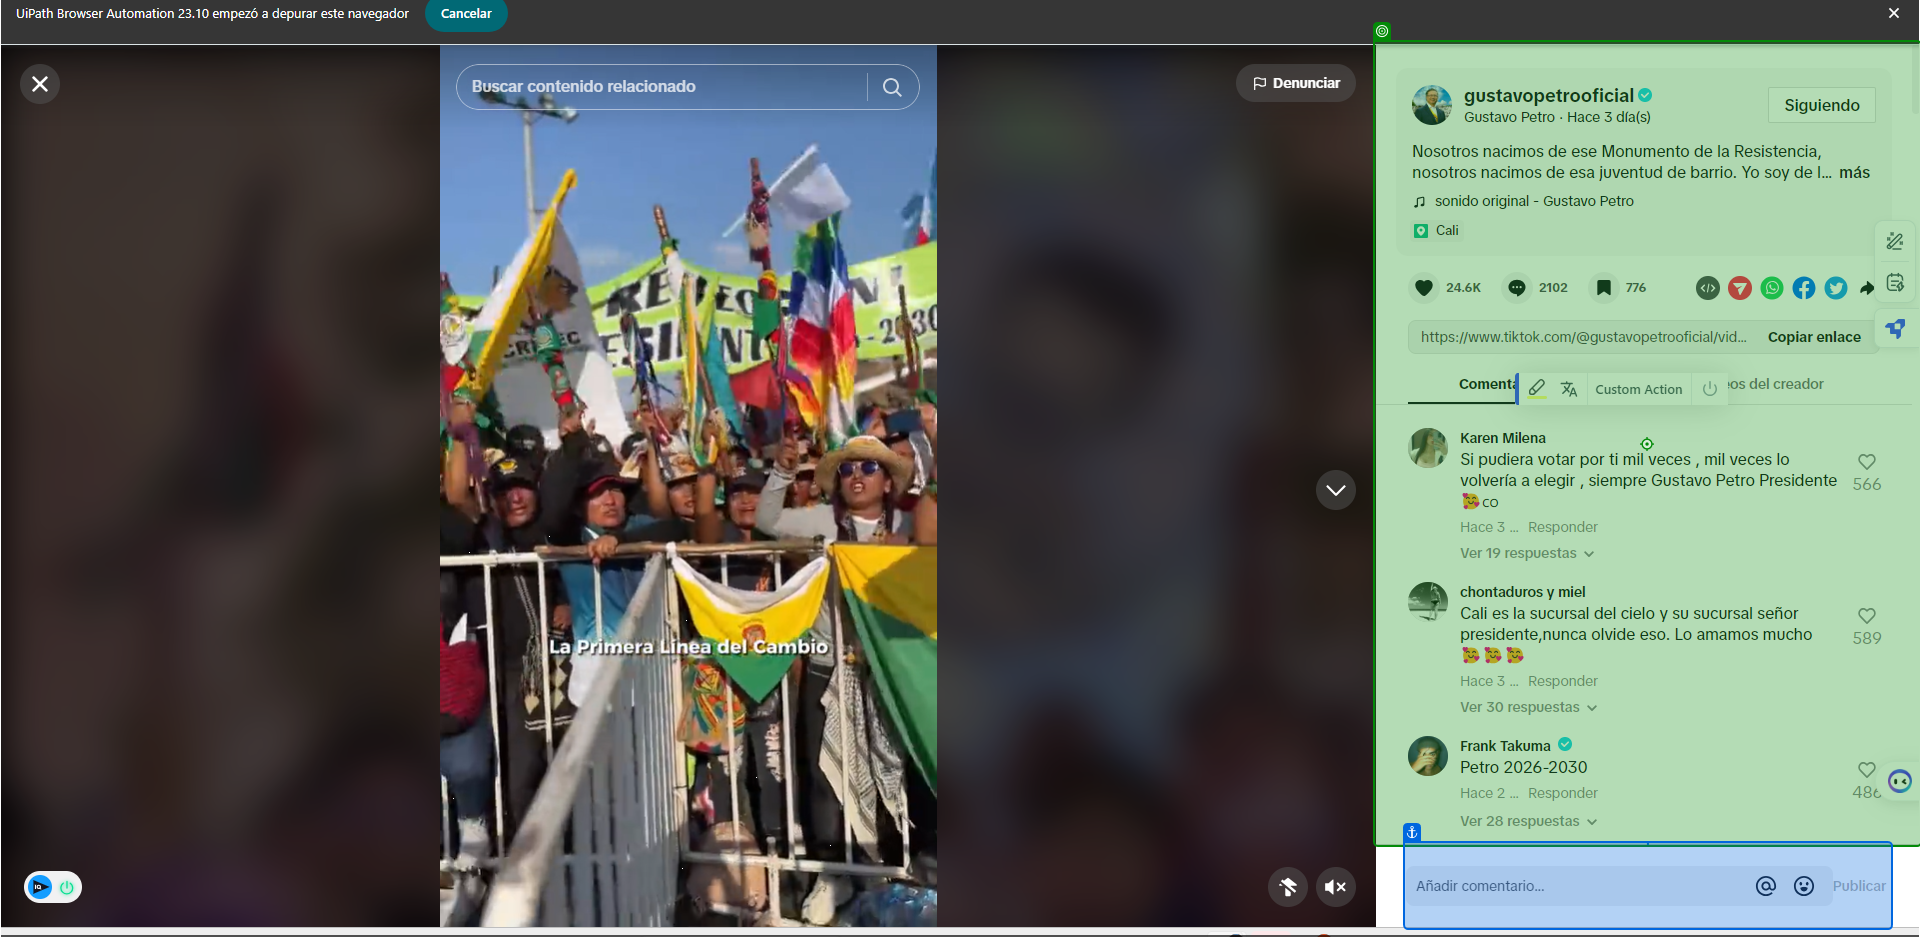 UiPath Browser Automation 23.10 empezó a depurar este navegador
Cancelar
Buscar contenido relacionado
Denunciar
La Primera Línea del Cambio
gustavopetrooficial
Gustavo Petro · Hace 3 día(s)
Siguiendo
Nosotros nacimos de ese Monumento de la Resistencia,
nosotros nacimos de esa juventud de barrio. Yo soy de l... más
sonido original - Gustavo Petro
Cali
24.6K
2102
776
https://www.tiktok.com/@gustavopetrooficial/vid...
Copiar enlace
Comenta
Custom Action
os del creador
Karen Milena
Si pudiera votar por ti mil veces , mil veces lo
volvería a elegir , siempre Gustavo Petro Presidente
🥰co
566
Hace 3 ... Responder
Ver 19 respuestas
chontaduros y miel
Cali es la sucursal del cielo y su sucursal señor
presidente,nunca olvide eso. Lo amamos mucho
🥰🥰🥰
589
Hace 3 ... Responder
Ver 30 respuestas
Frank Takuma
Petro 2026-2030
486
Hace 2 ... Responder
Ver 28 respuestas
Añadir comentario...
Publicar